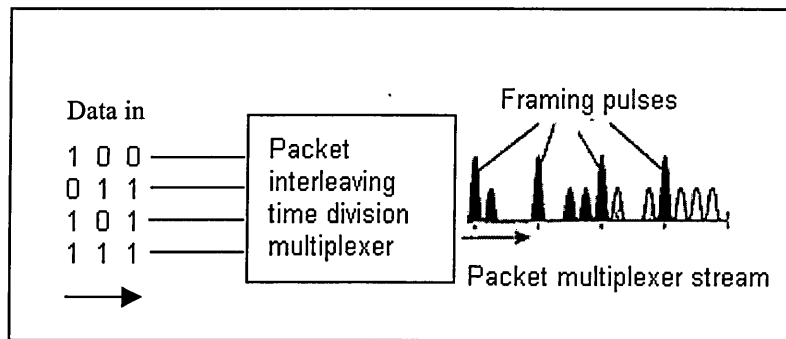 Data in
1 0 0
0 1 1
1 0 1
1 1 1
Packet
interleaving
time division
multiplexer
Framing pulses
Packet multiplexer stream